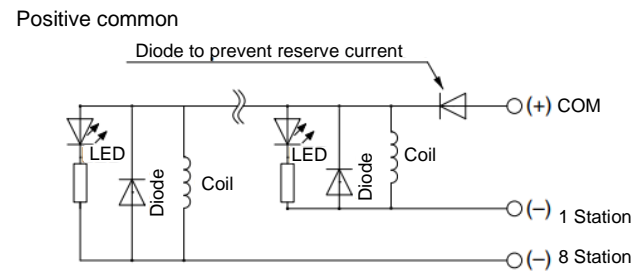 Positive common
Diode to prevent reserve current
(+) COM
LED
Diode
Coil
LED
Diode
Coil
(−) 1 Station
(−) 8 Station